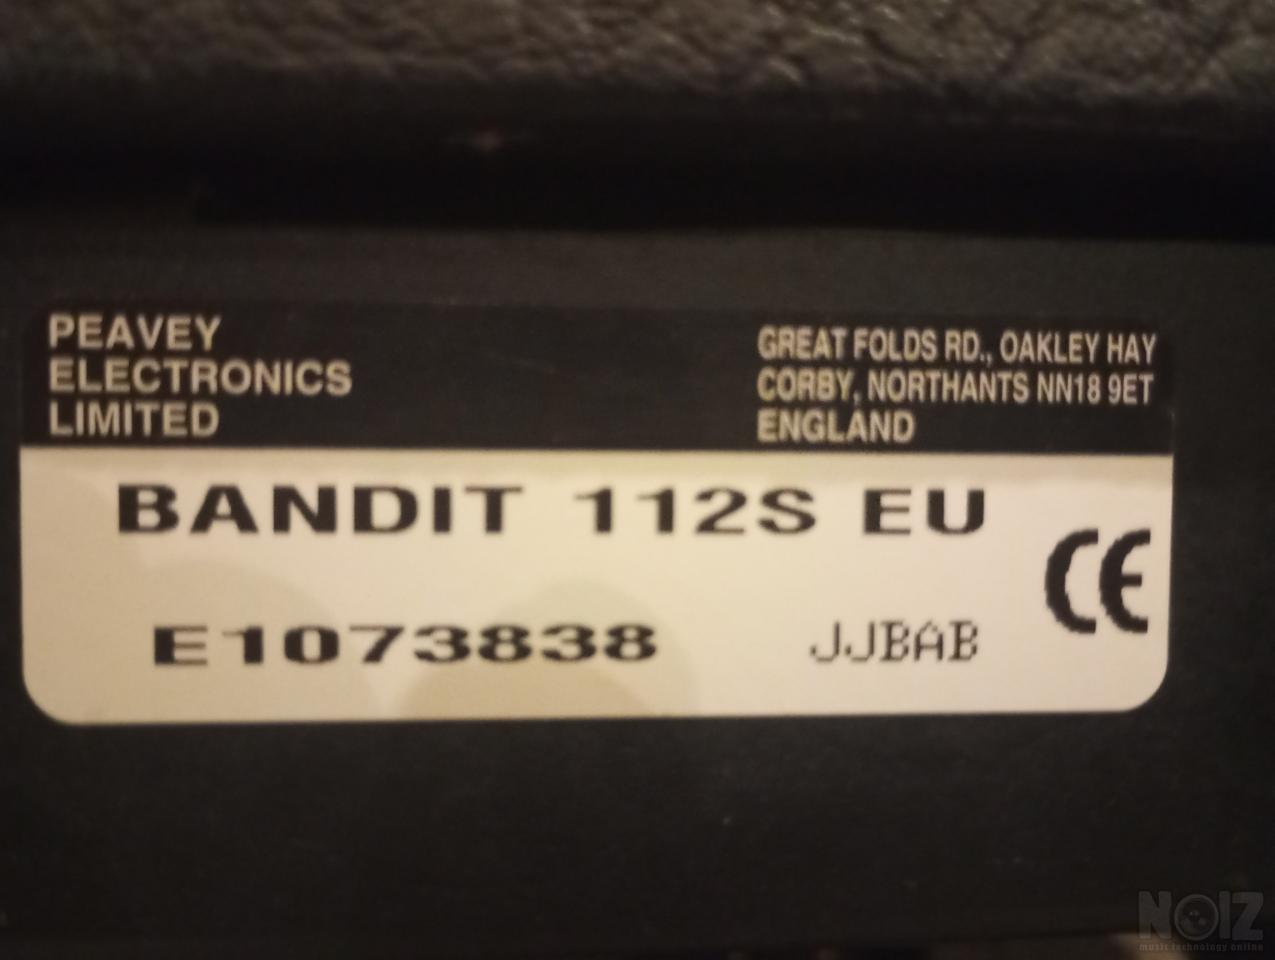 PEAVEY
ELECTRONICS
LIMITED
GREAT FOLDS RD., OAKLEY HAY
CORBY, NORTHANTS NN18 9ET
ENGLAND
BANDIT 112S EU
CE
E1073838 JJBAB
NOIZ
music technology online